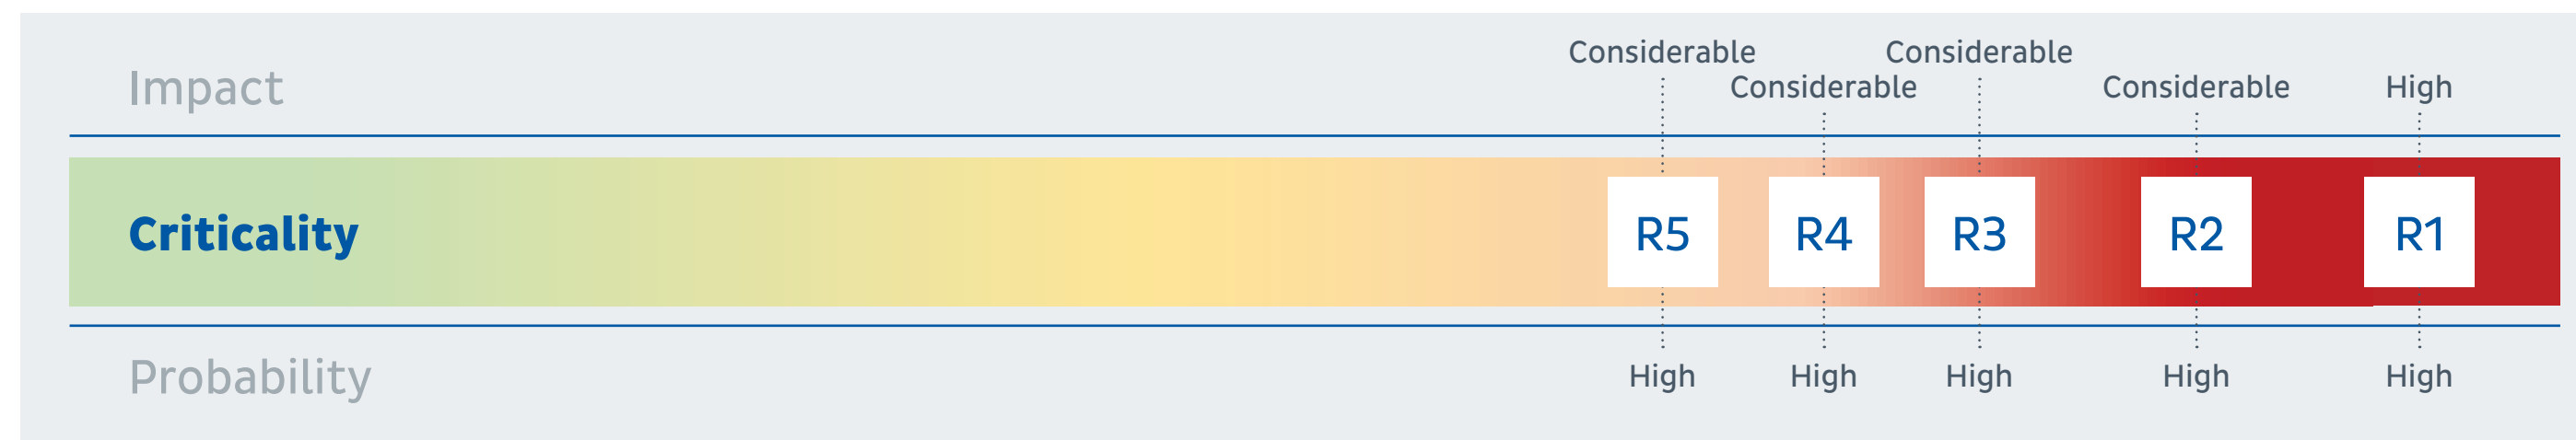 Considerable Considerable
Impact Considerable Considerable High
Criticality R5 R4 R3 R2 R1
Probability High High High High High